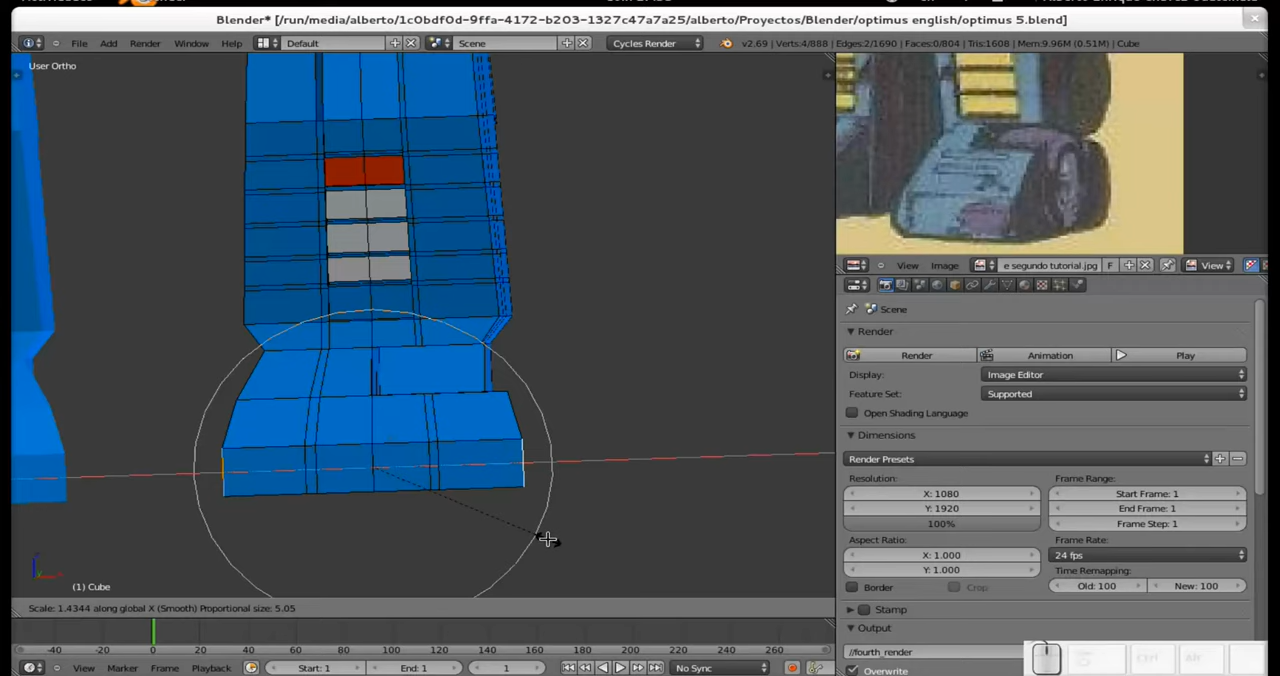 Blender* [/run/media/alberto/1c0bdf0d-9ffa-4172-b203-1327c47a7a25/alberto/Proyectos/Blender/optimus english/optimus 5.blend]
File Add Render Window Help Default Scene Cycles Render v2.69 | Verts:4/888 | Edges:2/1690 | Faces:0/804 | Tris:1608 | Mem:9.96M (0.51M) | Cube
User Ortho
View Image e segundo tutorial.jpg F View
Scene
Render
Render Animation Play
Display: Image Editor
Feature Set: Supported
Open Shading Language
Dimensions
Render Presets
Resolution: Frame Range:
X: 1080 Start Frame: 1
Y: 1920 End Frame: 1
100% Frame Step: 1
Aspect Ratio: Frame Rate:
X: 1.000 24 fps
Y: 1.000 Time Remapping:
Border Crop Old: 100 New: 100
(1) Cube
Scale: 1.4344 along global X (Smooth) Proportional size: 5.05
Stamp
Output
-40 -20 0 20 40 60 80 100 120 140 160 180 200 220 240 260
//fourth_render
View Marker Frame Playback Start: 1 End: 1 1 No Sync
Overwrite
Ctrl Alt